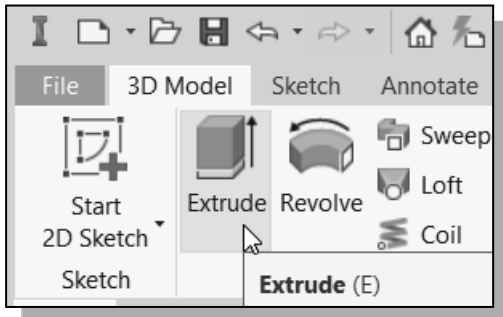 File 3D Model Sketch Annotate
Start
2D Sketch
Extrude Revolve
Sweep
Loft
Coil
Sketch
Extrude (E)